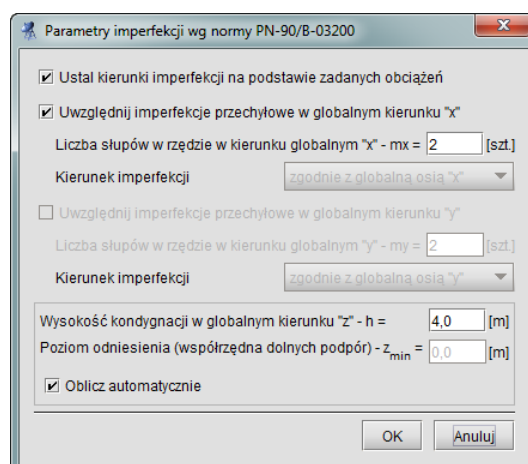 Parametry imperfekcji wg normy PN-90/B-03200
Ustal kierunki imperfekcji na podstawie zadanych obciążeń
Uwzględnij imperfekcje przechyłowe w globalnym kierunku "x"
Liczba słupów w rzędzie w kierunku globalnym "x" - mx = 2 [szt.]
Kierunek imperfekcji zgodnie z globalną osią "x"
Uwzględnij imperfekcje przechyłowe w globalnym kierunku "y"
Liczba słupów w rzędzie w kierunku globalnym "y" - my = 2 [szt.]
Kierunek imperfekcji zgodnie z globalną osią "y"
Wysokość kondygnacji w globalnym kierunku "z" - h = 4,0 [m]
Poziom odniesienia (współrzędna dolnych podpór) - zmin = 0,0 [m]
Oblicz automatycznie
OK Anuluj